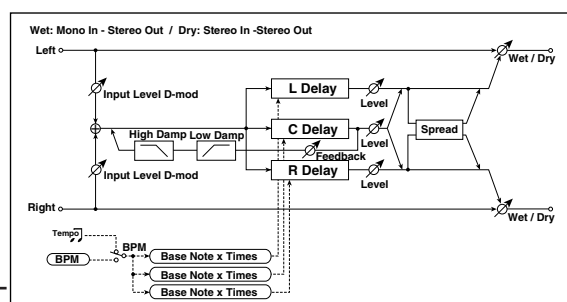 Wet: Mono In - Stereo Out / Dry: Stereo In -Stereo Out
Left
Wet / Dry
Input Level D-mod
L Delay
Level
High Damp
Low Damp
C Delay
Level
Spread
Feedback
R Delay
Input Level D-mod
Level
Right
Wet / Dry
Tempo
BPM
BPM
Base Note x Times
Base Note x Times
Base Note x Times